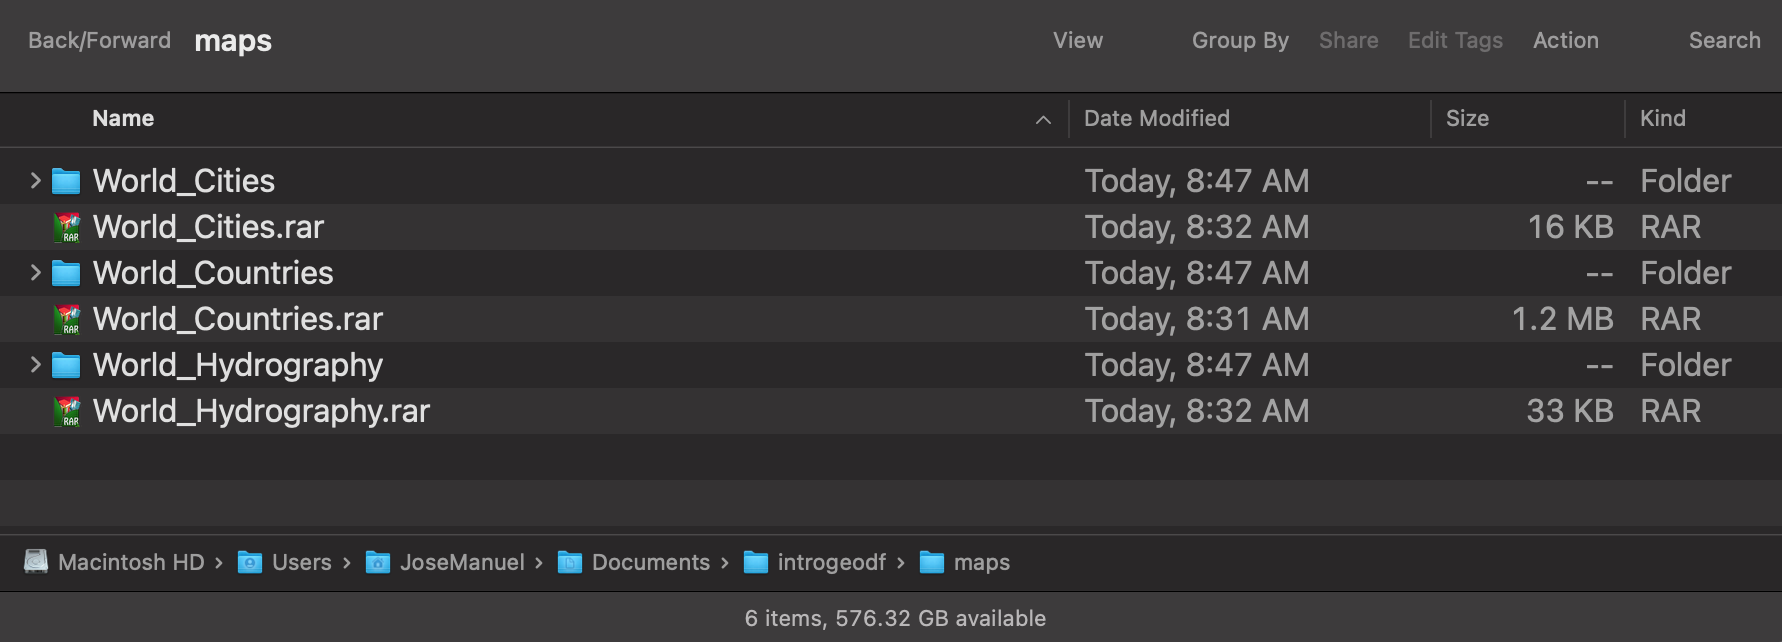 Back/Forward maps View Group By Share Edit Tags Action Search
Name Date Modified Size Kind
World_Cities Today, 8:47 AM -- Folder
RAR World_Cities.rar Today, 8:32 AM 16 KB RAR
World_Countries Today, 8:47 AM -- Folder
RAR World_Countries.rar Today, 8:31 AM 1.2 MB RAR
World_Hydrography Today, 8:47 AM -- Folder
RAR World_Hydrography.rar Today, 8:32 AM 33 KB RAR
Macintosh HD › Users › JoseManuel › Documents › introgeodf › maps
6 items, 576.32 GB available